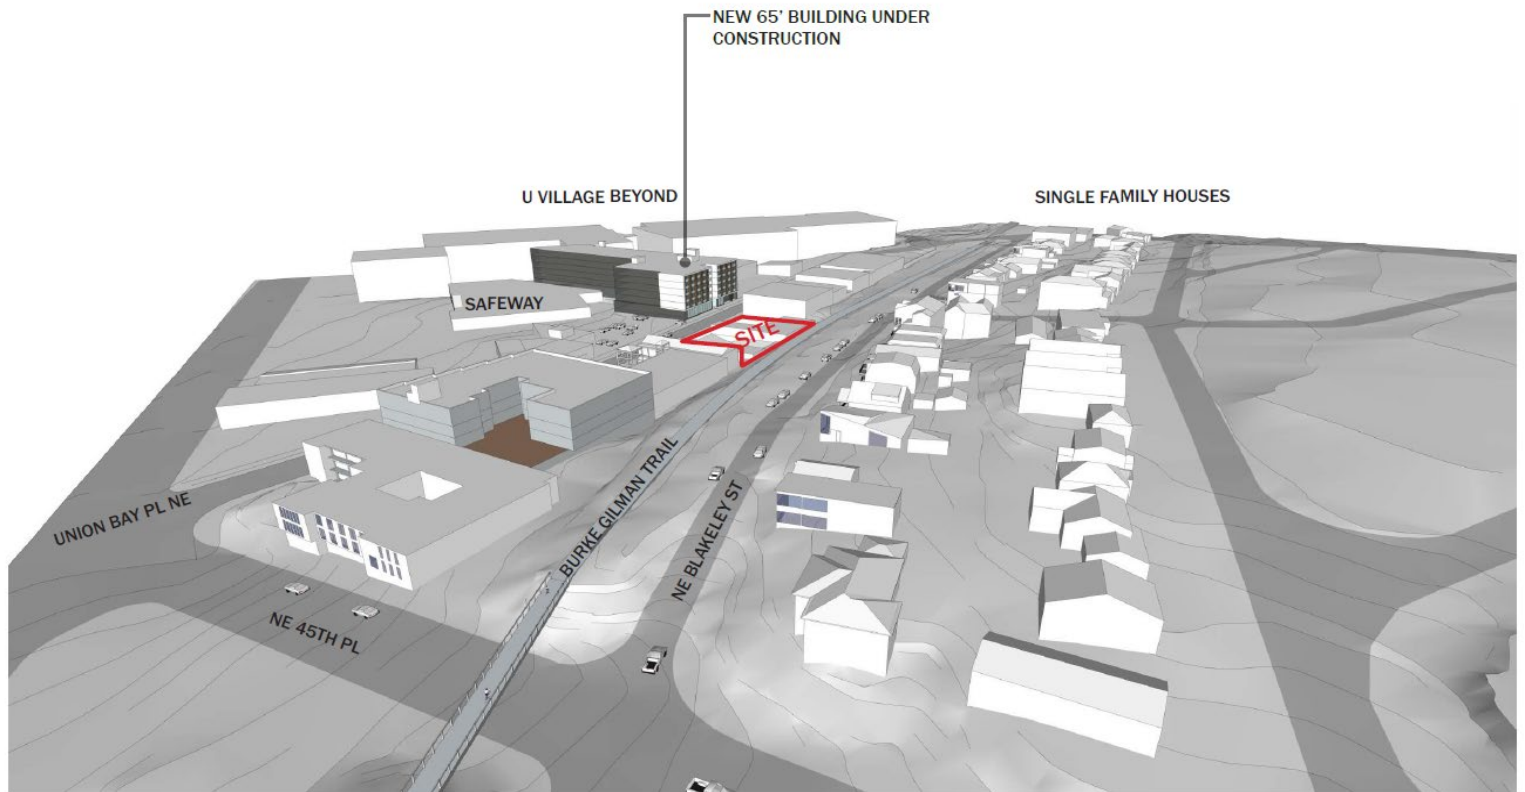 NEW 65' BUILDING UNDER
CONSTRUCTION
U VILLAGE BEYOND
SINGLE FAMILY HOUSES
SAFEWAY
SITE
BURKE GILMAN TRAIL
NE BLAKELEY ST
UNION BAY PL NE
NE 45TH PL